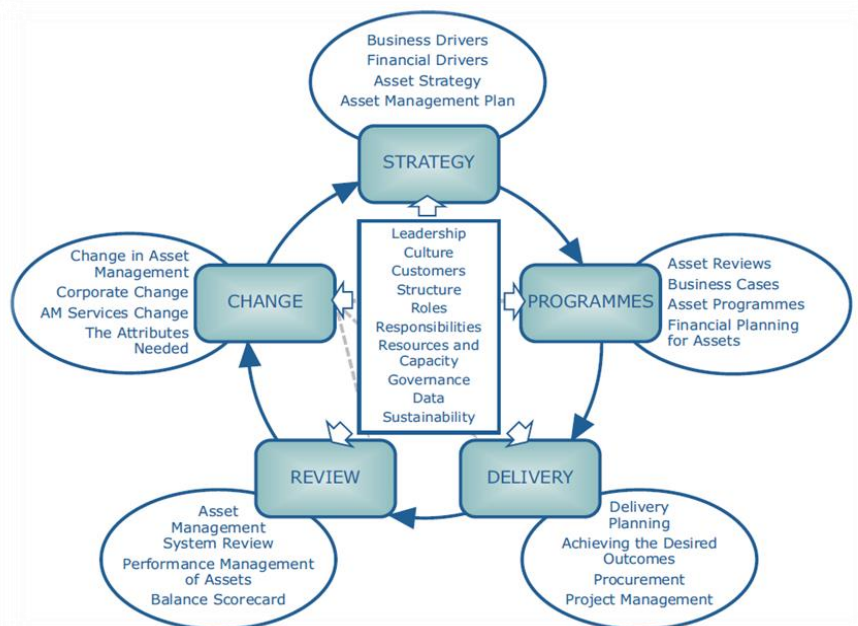 Business Drivers
Financial Drivers
Asset Strategy
Asset Management Plan
STRATEGY
Leadership
Culture
Customers
Structure
Roles
Responsibilities
Resources and
Capacity
Governance
Data
Sustainability
Change in Asset
Management
Corporate Change
AM Services Change
The Attributes
Needed
CHANGE
PROGRAMMES
Asset Reviews
Business Cases
Asset Programmes
Financial Planning
for Assets
REVIEW
DELIVERY
Asset
Management
System Review
Performance Management
of Assets
Balance Scorecard
Delivery
Planning
Achieving the Desired
Outcomes
Procurement
Project Management